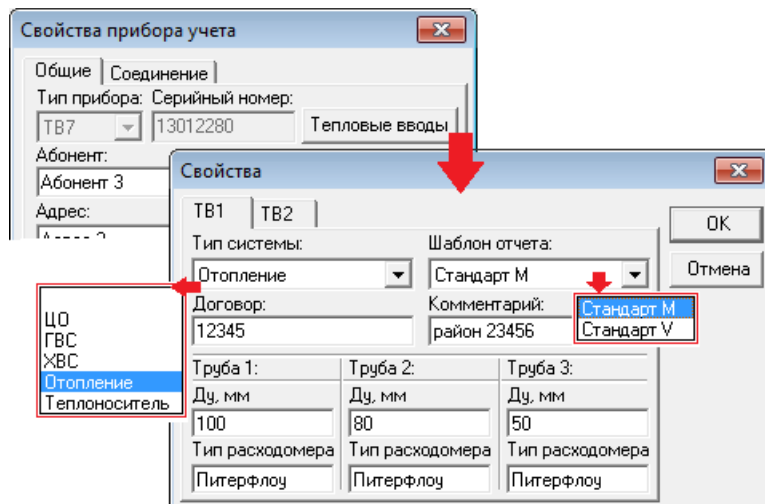 Свойства прибора учета
Общие Соединение
Тип прибора: Серийный номер:
ТВ7 13012280 Тепловые вводы
Абонент:
Абонент 3
Адрес:
Свойства
ТВ1 ТВ2
ОК
Отмена
Тип системы: Шаблон отчета:
Отопление Стандарт М
Стандарт М
Стандарт V
ЦО
ГВС
ХВС
Отопление
Теплоноситель
Договор: Комментарий:
12345 район 23456
Труба 1: Труба 2: Труба 3:
Ду, мм Ду, мм Ду, мм
100 80 50
Тип расходомера Тип расходомера Тип расходомера
Питерфлоу Питерфлоу Питерфлоу